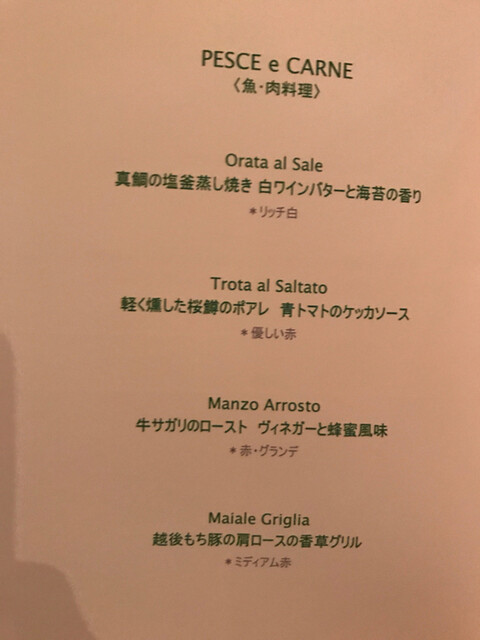 PESCE e CARNE
〈魚・肉料理〉
Orata al Sale
真鯛の塩釜蒸し焼き 白ワインバターと海苔の香り
＊リッチ白
Trota al Saltato
軽く燻した桜鱒のポアレ 青トマトのケッカソース
＊優しい赤
Manzo Arrosto
牛サガリのロースト ヴィネガーと蜂蜜風味
＊赤・グランデ
Maiale Griglia
越後もち豚の肩ロースの香草グリル
＊ミディアム赤